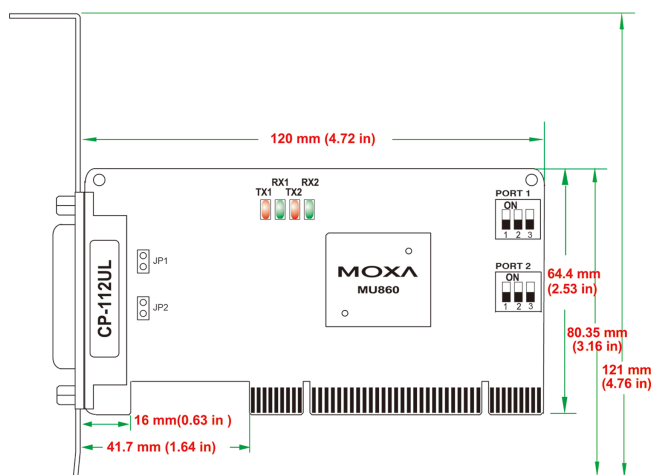 120 mm (4.72 in)
RX1 RX2
TX1 TX2
PORT 1
ON
1 2 3
JP1
MOXA
MU860
PORT 2
ON
1 2 3
64.4 mm
(2.53 in)
JP2
CP-112UL
80.35 mm
(3.16 in)
121 mm
(4.76 in)
16 mm(0.63 in )
41.7 mm (1.64 in)